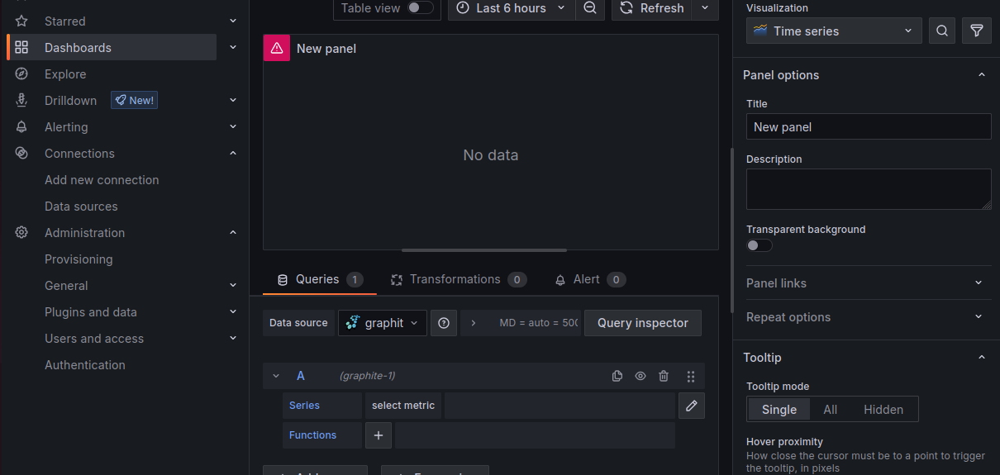 Starred
Dashboards
Explore
Drilldown New!
Alerting
Connections
Add new connection
Data sources
Administration
Provisioning
General
Plugins and data
Users and access
Authentication
Table view Last 6 hours Refresh
New panel
No data
Queries 1 Transformations 0 Alert 0
Data source graphit MD = auto = 500 Query inspector
A (graphite-1)
Series select metric
Functions +
Visualization
Time series
Panel options
Title
New panel
Description
Transparent background
Panel links
Repeat options
Tooltip
Tooltip mode
Single All Hidden
Hover proximity
How close the cursor must be to a point to trigger
the tooltip, in pixels